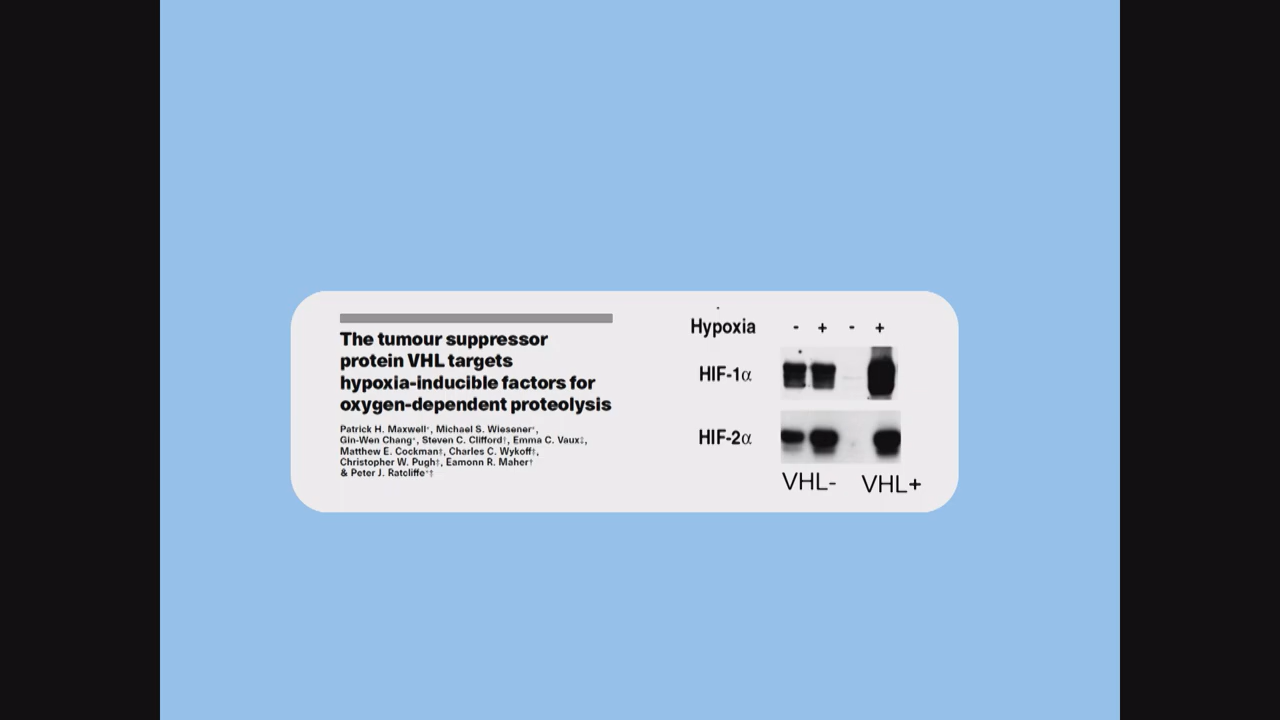 The tumour suppressor
protein VHL targets
hypoxia-inducible factors for
oxygen-dependent proteolysis
Patrick H. Maxwell*, Michael S. Wiesener*,
Gin-Wen Chang*, Steven C. Clifford†, Emma C. Vaux‡,
Matthew E. Cockman‡, Charles C. Wykoff‡,
Christopher W. Pugh‡, Eamonn R. Maher†
& Peter J. Ratcliffe*‡
Hypoxia - + - +
HIF-1α
HIF-2α
VHL- VHL+